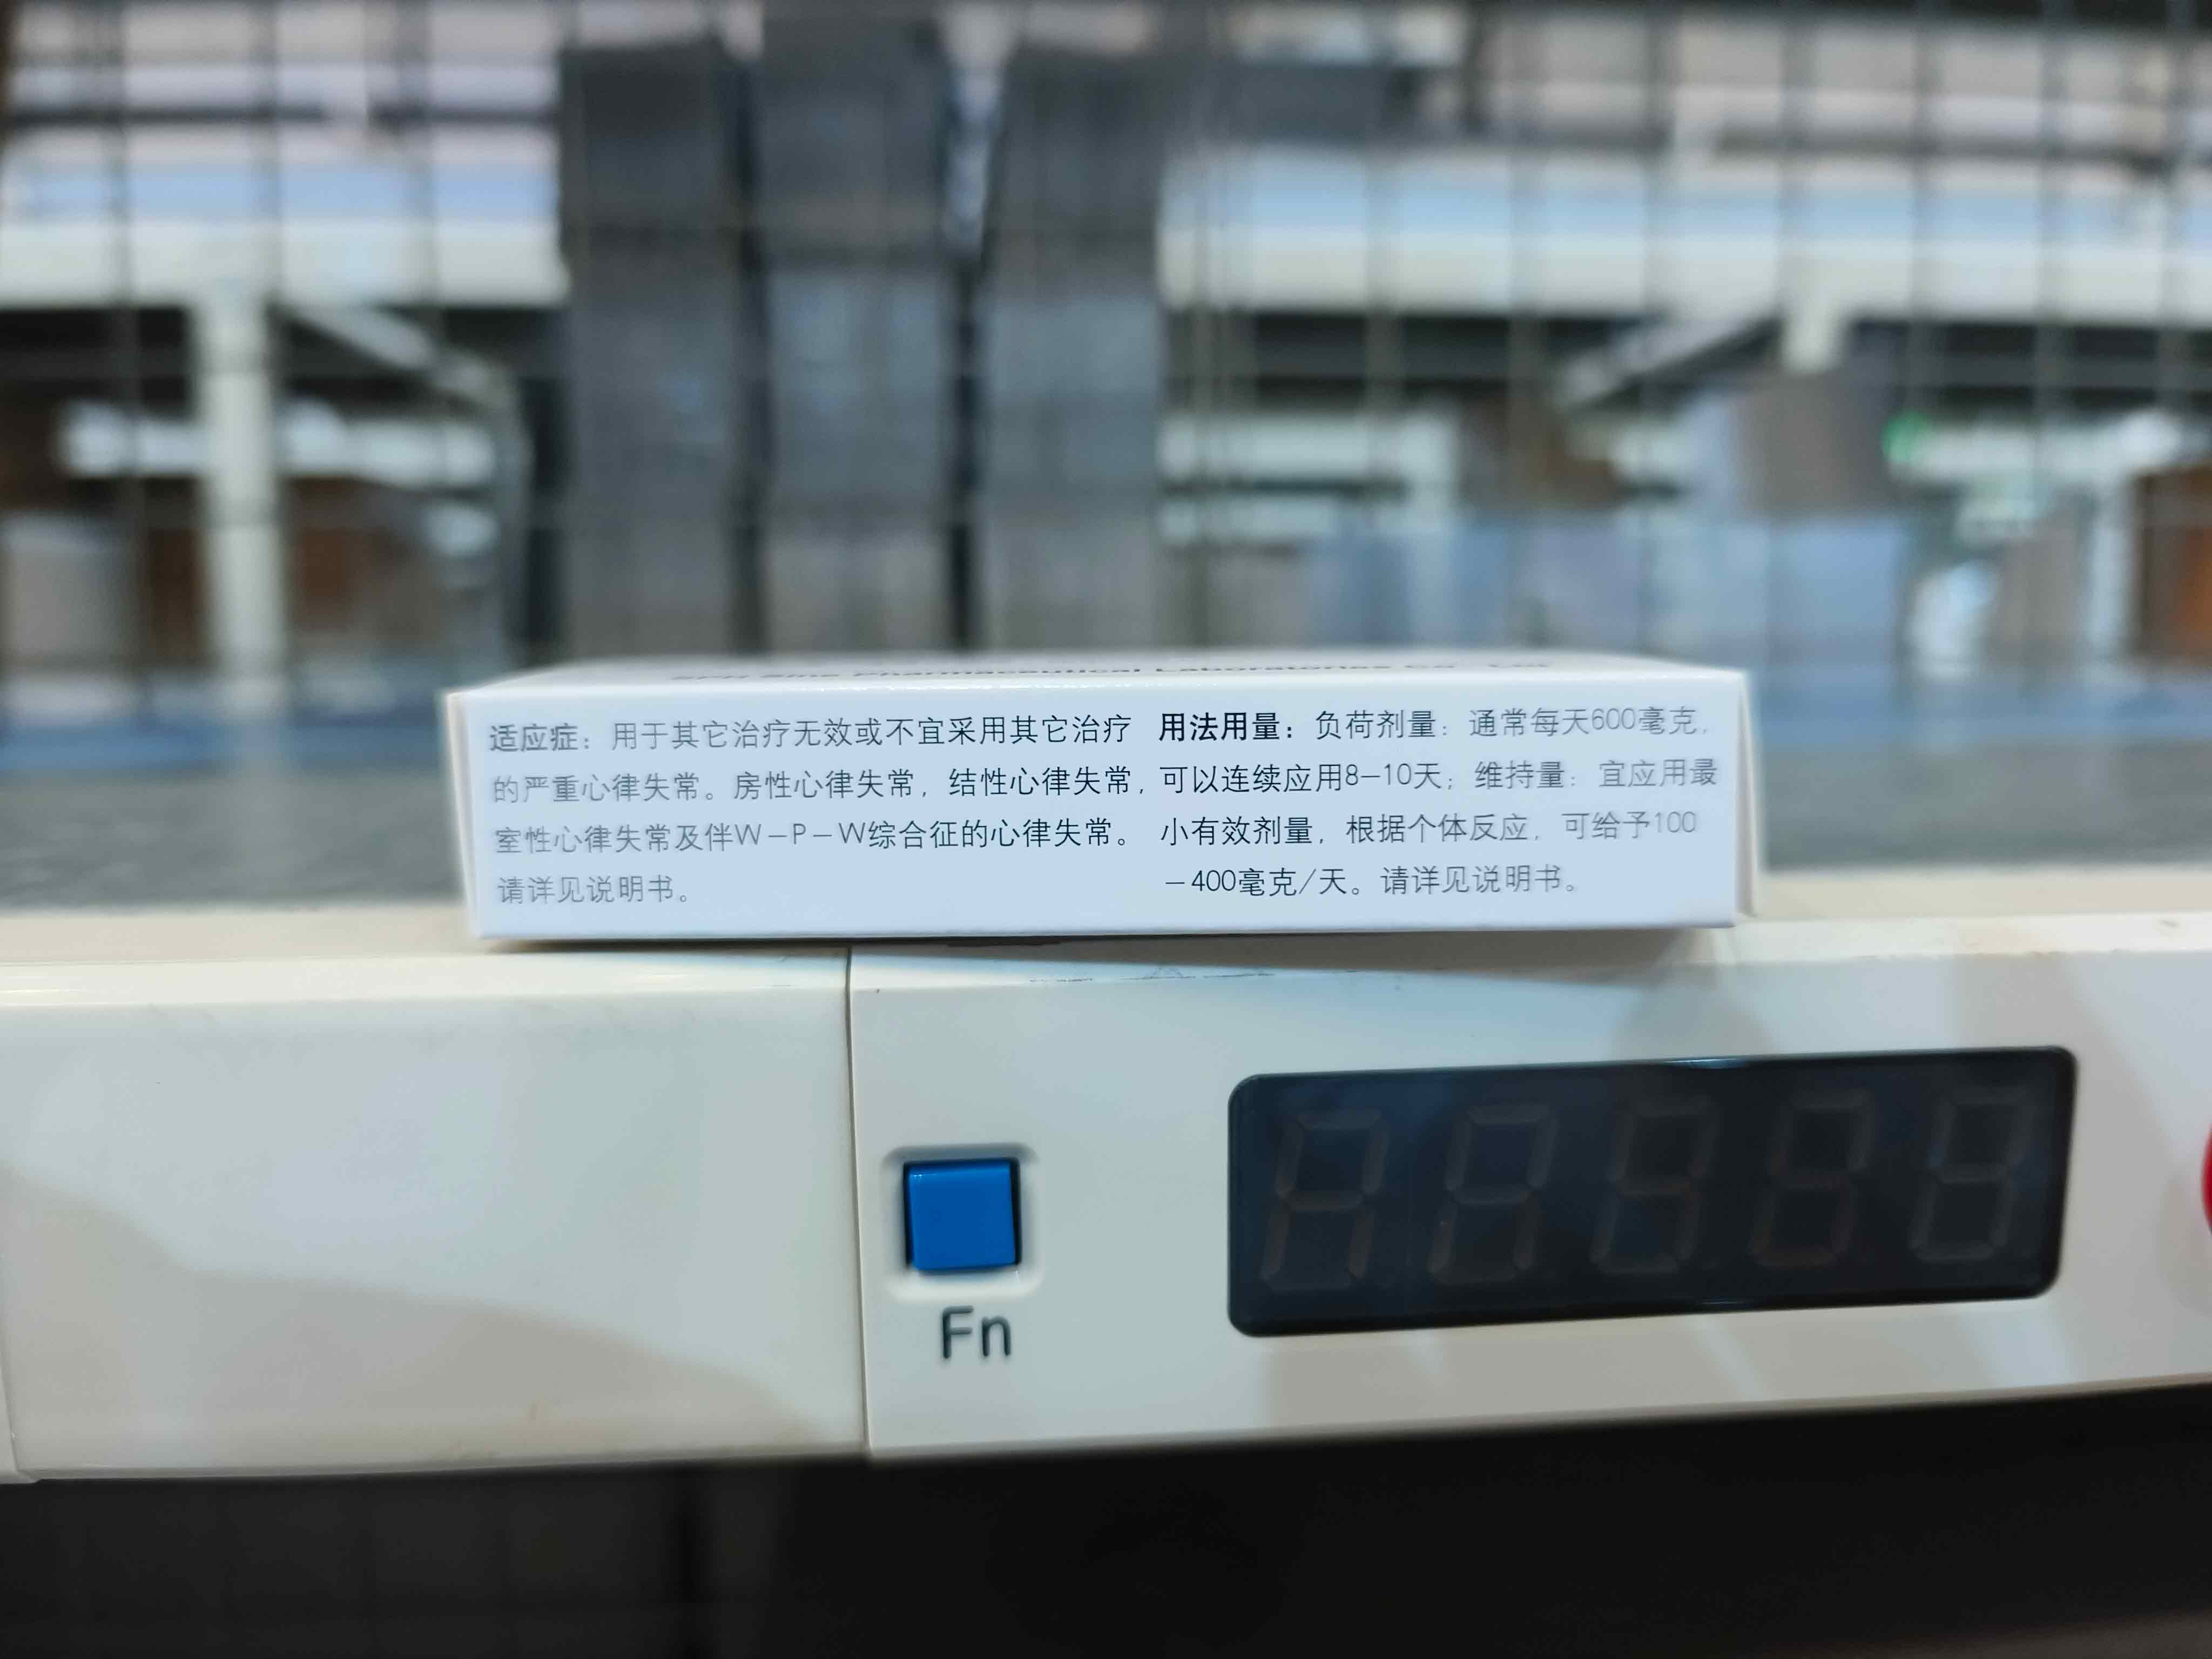 Pharmaceutical Laboratories Co., Ltd
适应症：用于其它治疗无效或不宜采用其它治疗
的严重心律失常。房性心律失常，结性心律失常，
室性心律失常及伴W－P－W综合征的心律失常。
请详见说明书。
用法用量：负荷剂量：通常每天600毫克，
可以连续应用8－10天；维持量：宜应用最
小有效剂量，根据个体反应，可给予100
－400毫克/天。请详见说明书。
Fn